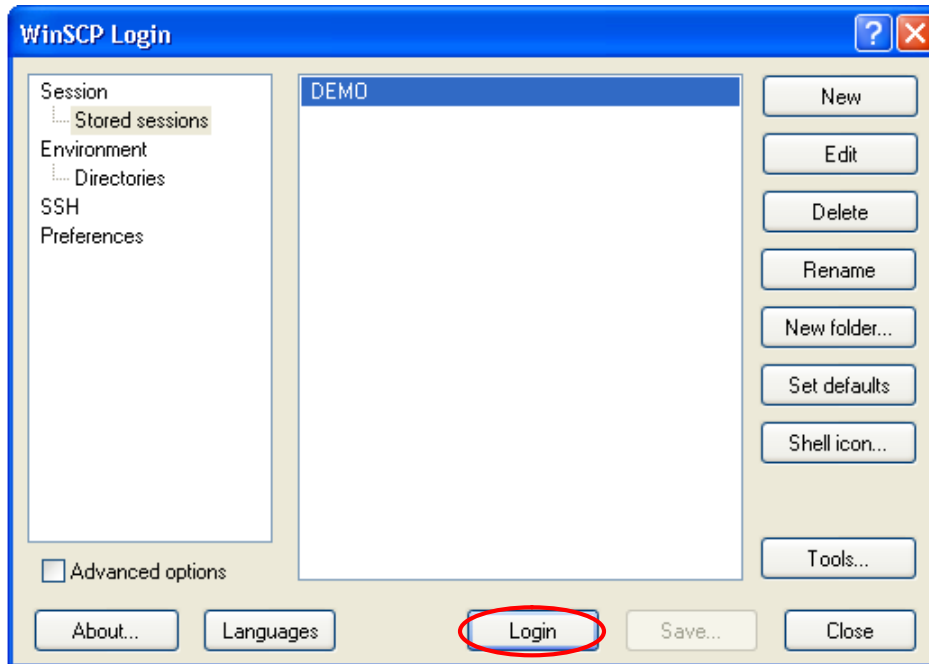 WinSCP Login
Session
Stored sessions
Environment
Directories
SSH
Preferences
Advanced options
DEMO
New
Edit
Delete
Rename
New folder...
Set defaults
Shell icon...
Tools...
About...
Languages
Login
Save...
Close